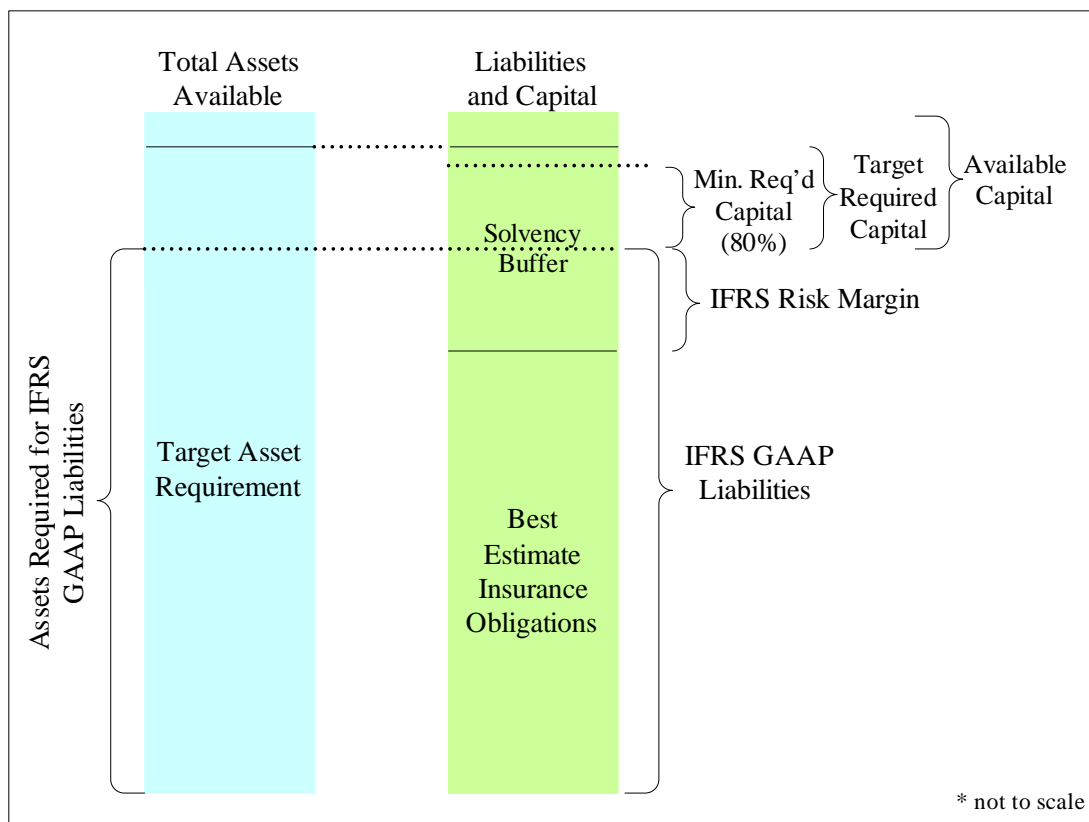 Total Assets
Available
Liabilities
and Capital
Min. Req’d
Capital
(80%)
Target
Required
Capital
Available
Capital
Solvency
Buffer
IFRS Risk Margin
Assets Required for IFRS
GAAP Liabilities
Target Asset
Requirement
IFRS GAAP
Liabilities
Best
Estimate
Insurance
Obligations
* not to scale